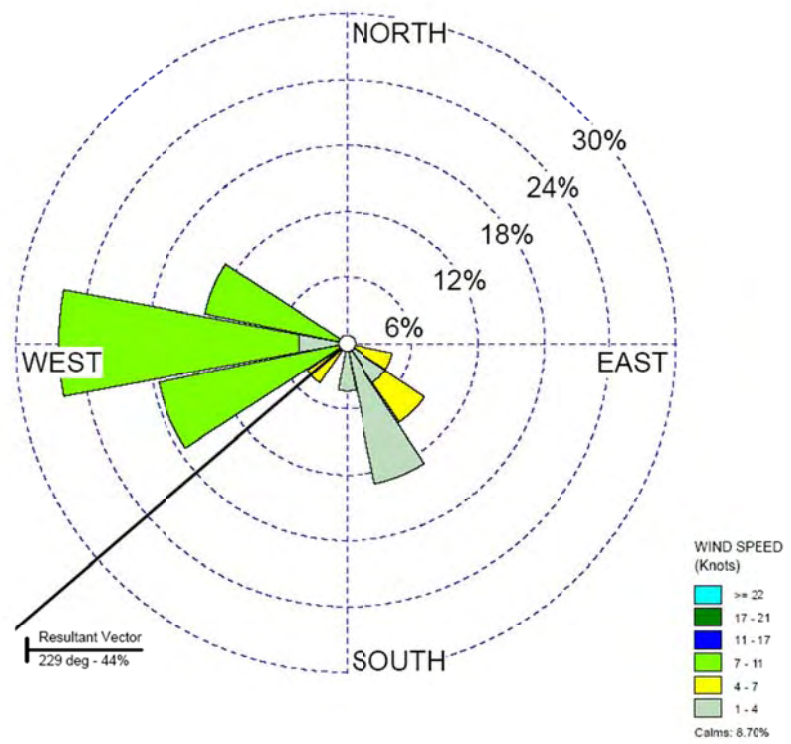 NORTH
30%
24%
18%
12%
6%
WEST
EAST
SOUTH
Resultant Vector
229 deg - 44%
WIND SPEED
(Knots)
>= 22
17 - 21
11 - 17
7 - 11
4 - 7
1 - 4
Calms: 8.70%